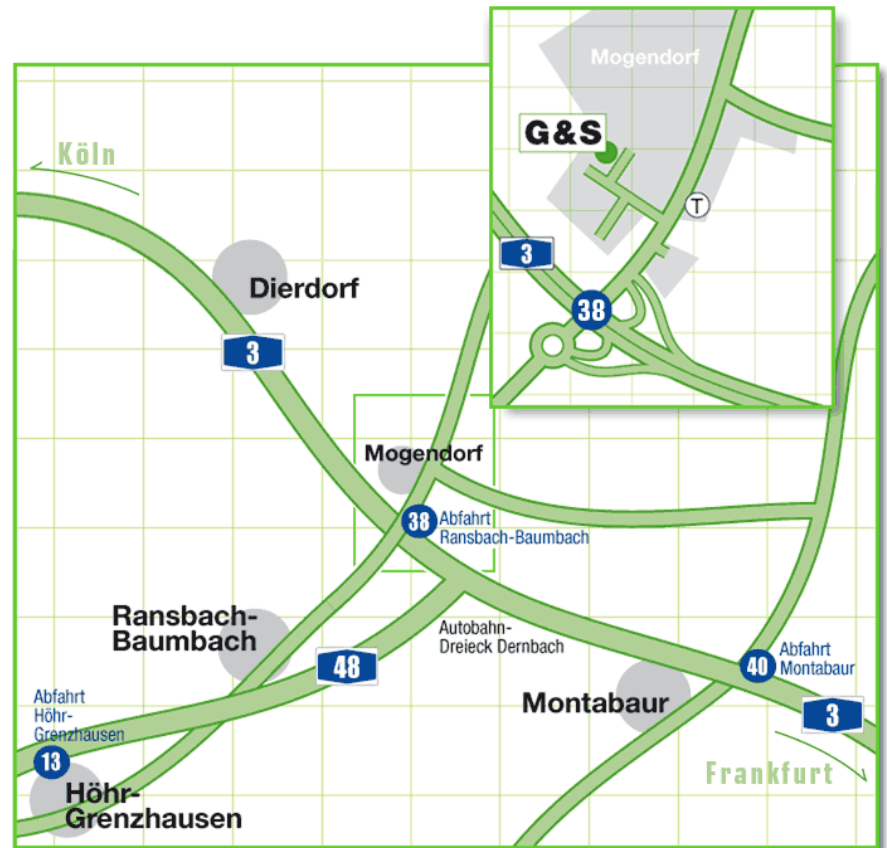 Mogendorf
G&S
T
3
38
Köln
Dierdorf
3
Mogendorf
38
Abfahrt
Ransbach-Baumbach
Ransbach-
Baumbach
Autobahn-
Dreieck Dernbach
48
Abfahrt
Montabaur
40
Montabaur
3
Abfahrt
Höhr-
Grenzhausen
13
Frankfurt
Höhr-
Grenzhausen